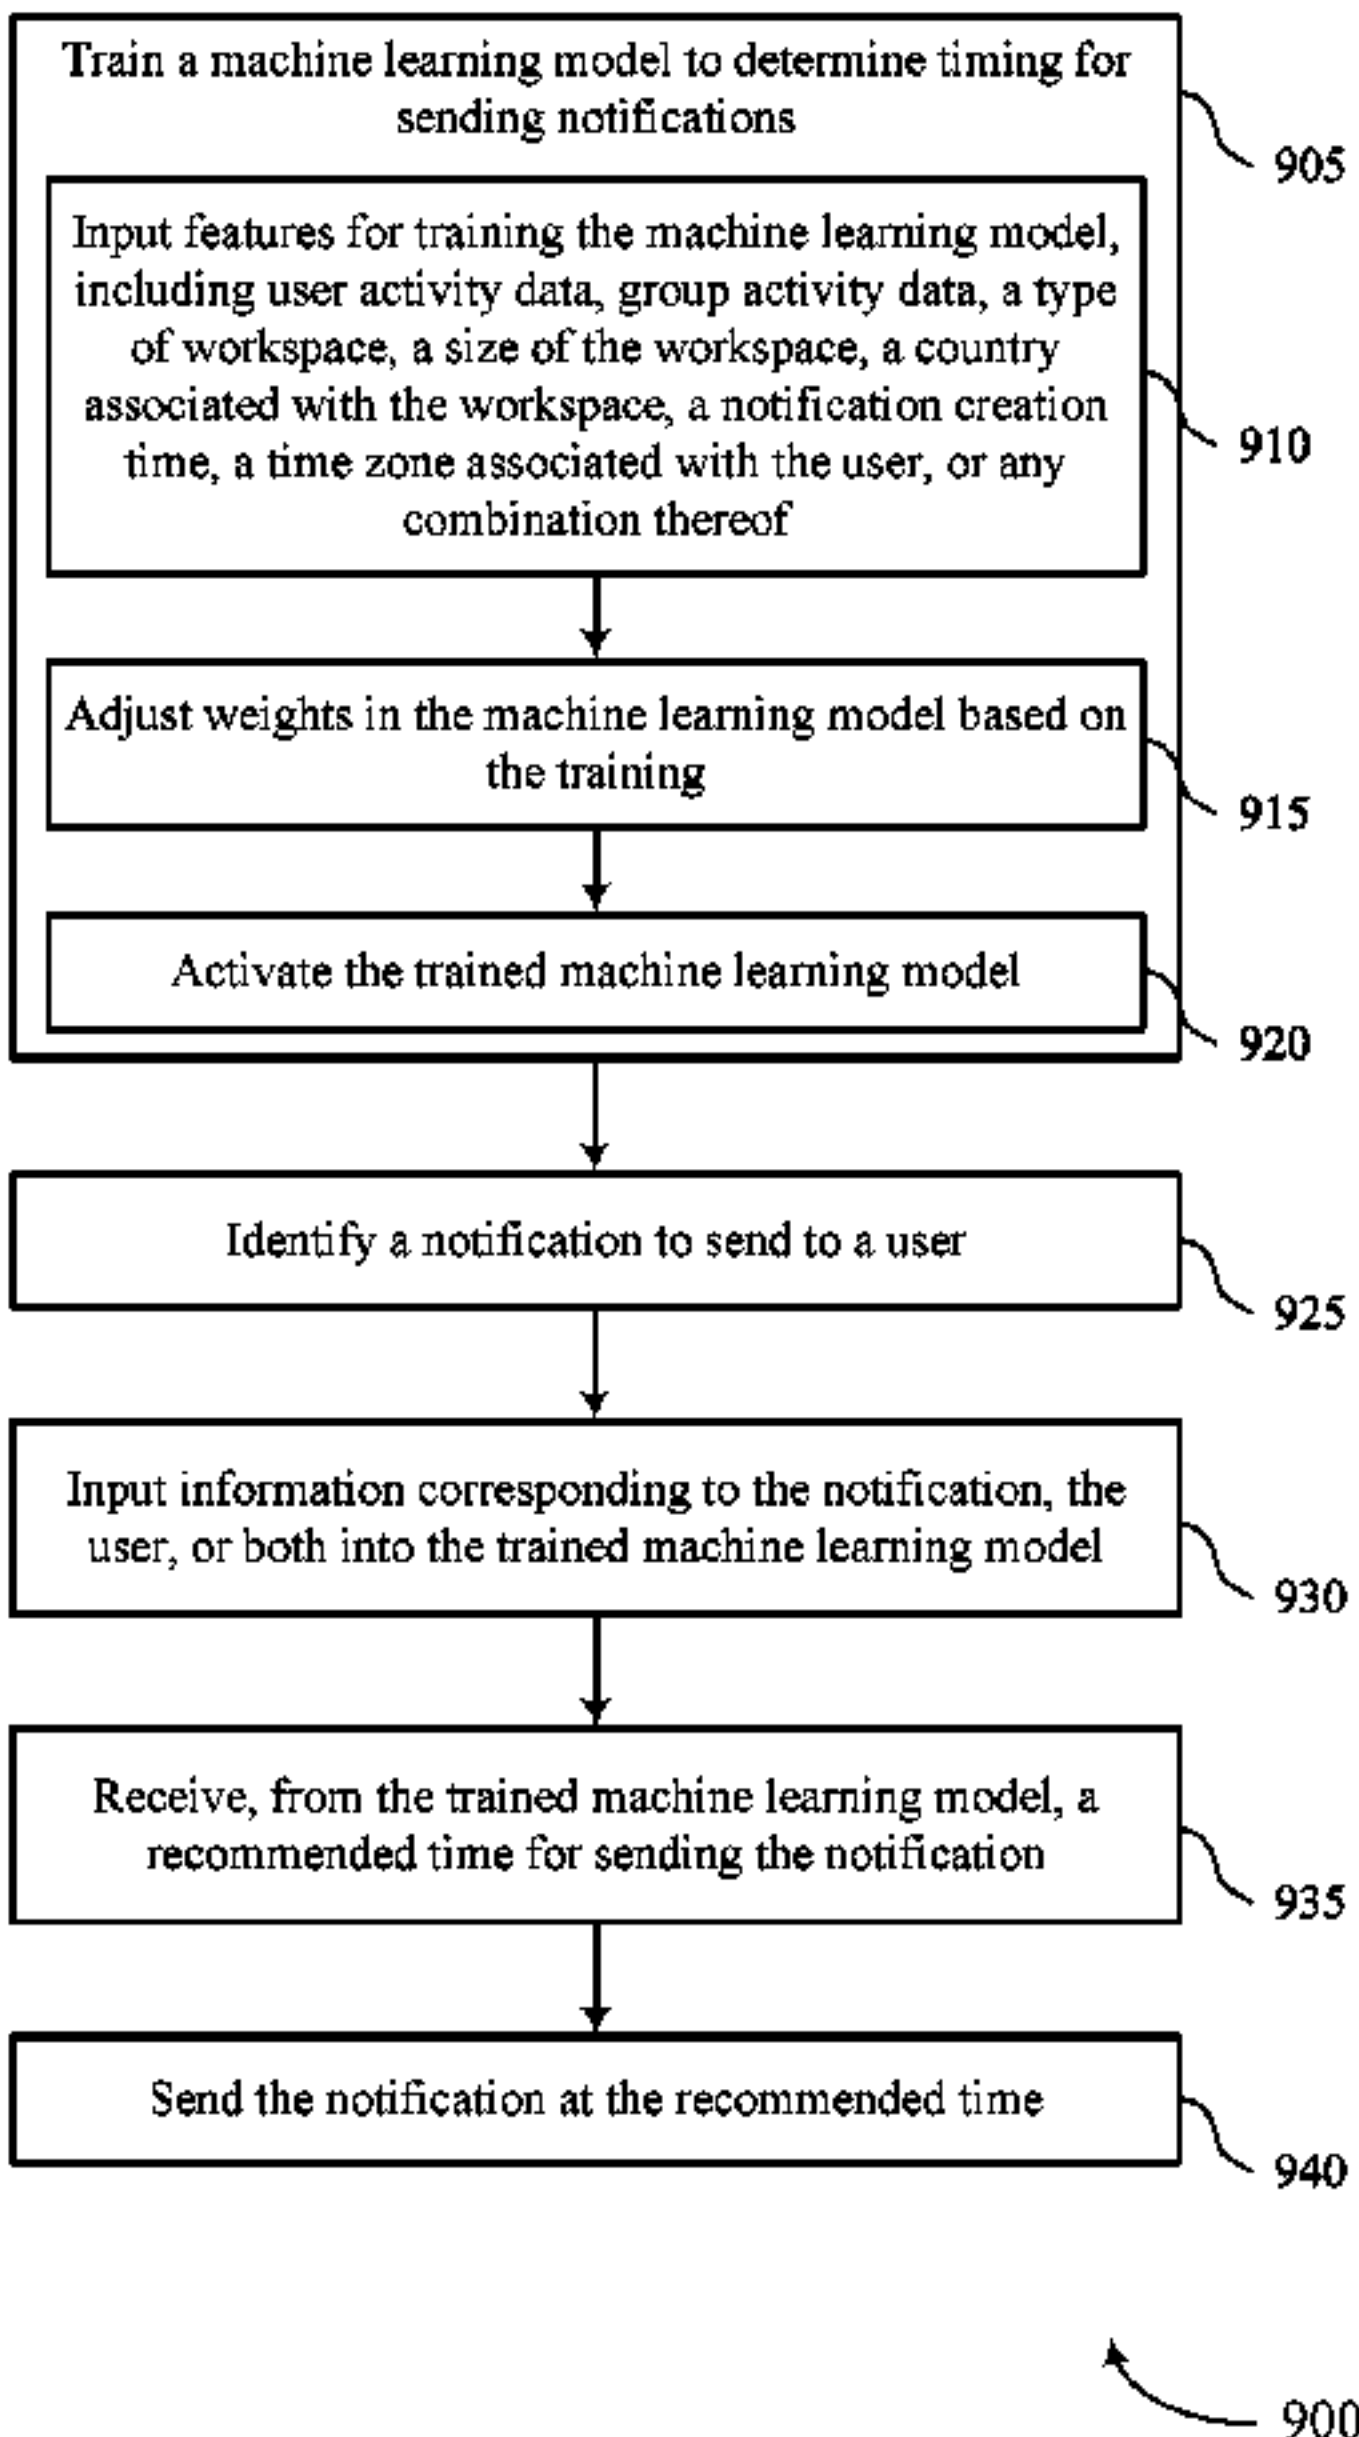 Train a machine learning model to determine timing for
sending notifications
905
Input features for training the machine learning model,
including user activity data, group activity data, a type
of workspace, a size of the workspace, a country
associated with the workspace, a notification creation
time, a time zone associated with the user, or any
combination thereof
910
Adjust weights in the machine learning model based on
the training
915
Activate the trained machine learning model
920
Identify a notification to send to a user
925
Input information corresponding to the notification, the
user, or both into the trained machine learning model
930
Receive, from the trained machine learning model, a
recommended time for sending the notification
935
Send the notification at the recommended time
940
900